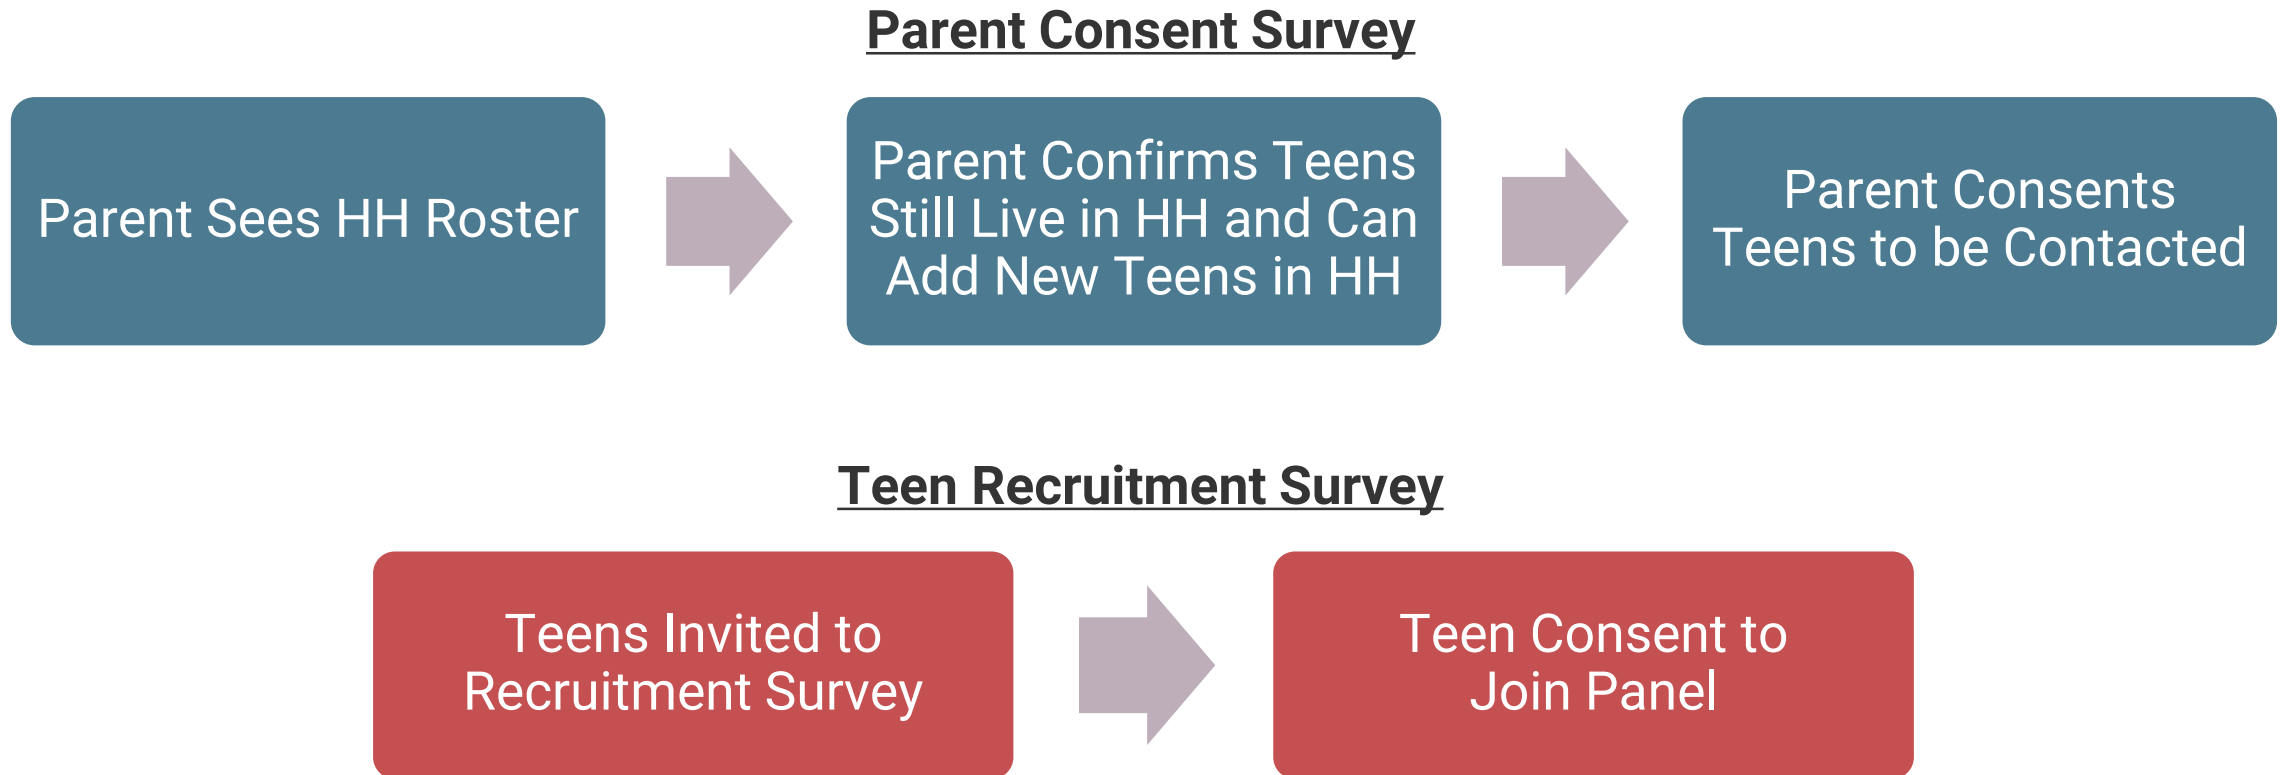 Parent Consent Survey
Parent Sees HH Roster
Parent Confirms Teens
Still Live in HH and Can
Add New Teens in HH
Parent Consents
Teens to be Contacted
Teen Recruitment Survey
Teens Invited to
Recruitment Survey
Teen Consent to
Join Panel